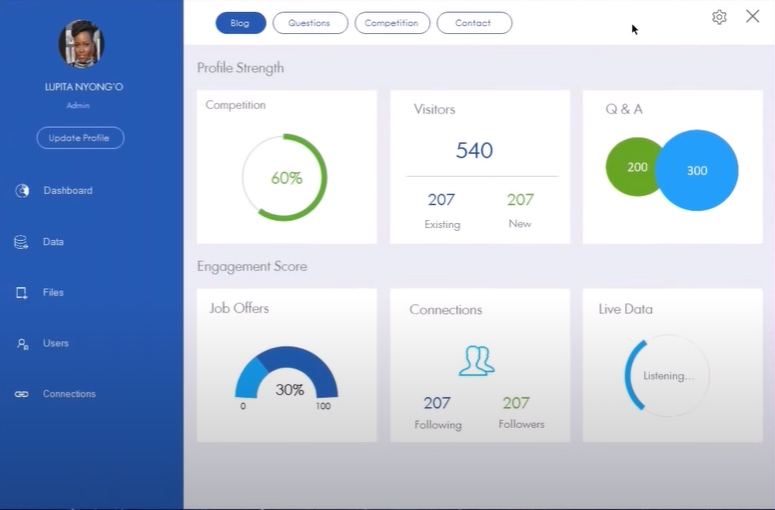 Blog
Questions
Competition
Contact
LUPITA NYONG'O
Admin
Update Profile
Dashboard
Data
Files
Users
Connections
Profile Strength
Competition
60%
Visitors
540
207
207
Existing
New
Q & A
200
300
Engagement Score
Job Offers
30%
0
100
Connections
207
207
Following
Followers
Live Data
Listening...